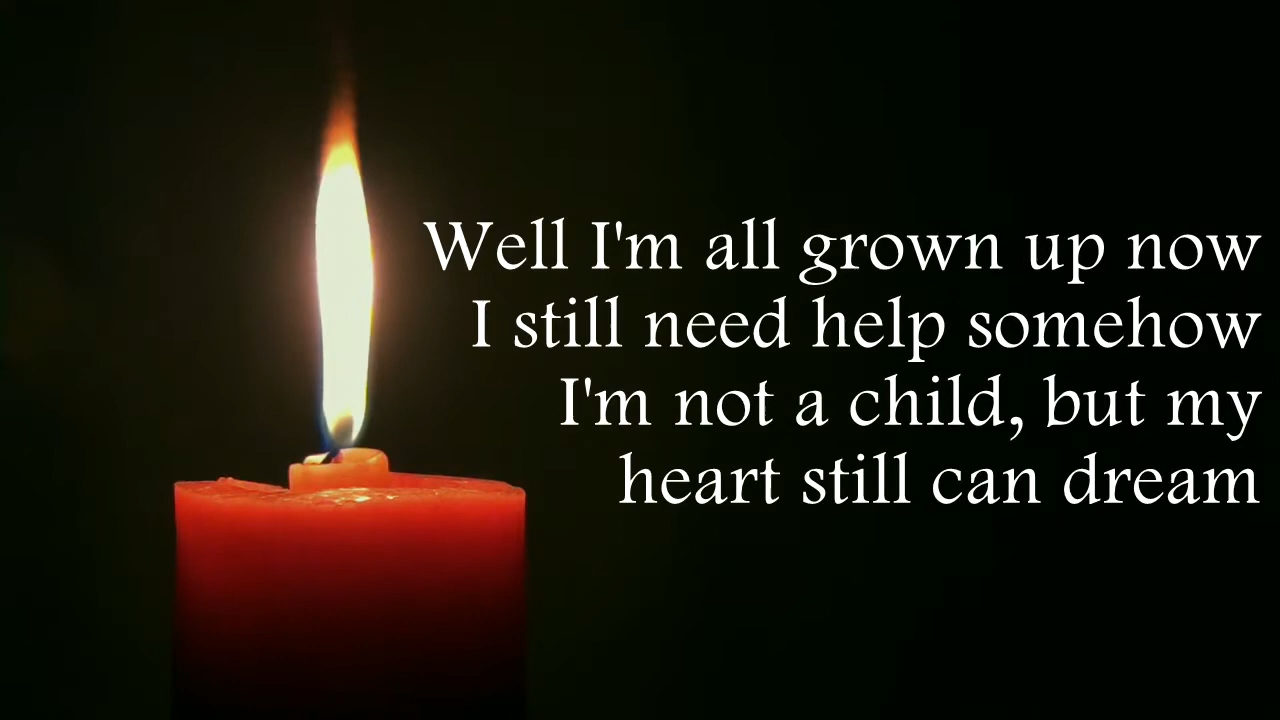 Well I'm all grown up now
I still need help somehow
I'm not a child, but my
heart still can dream